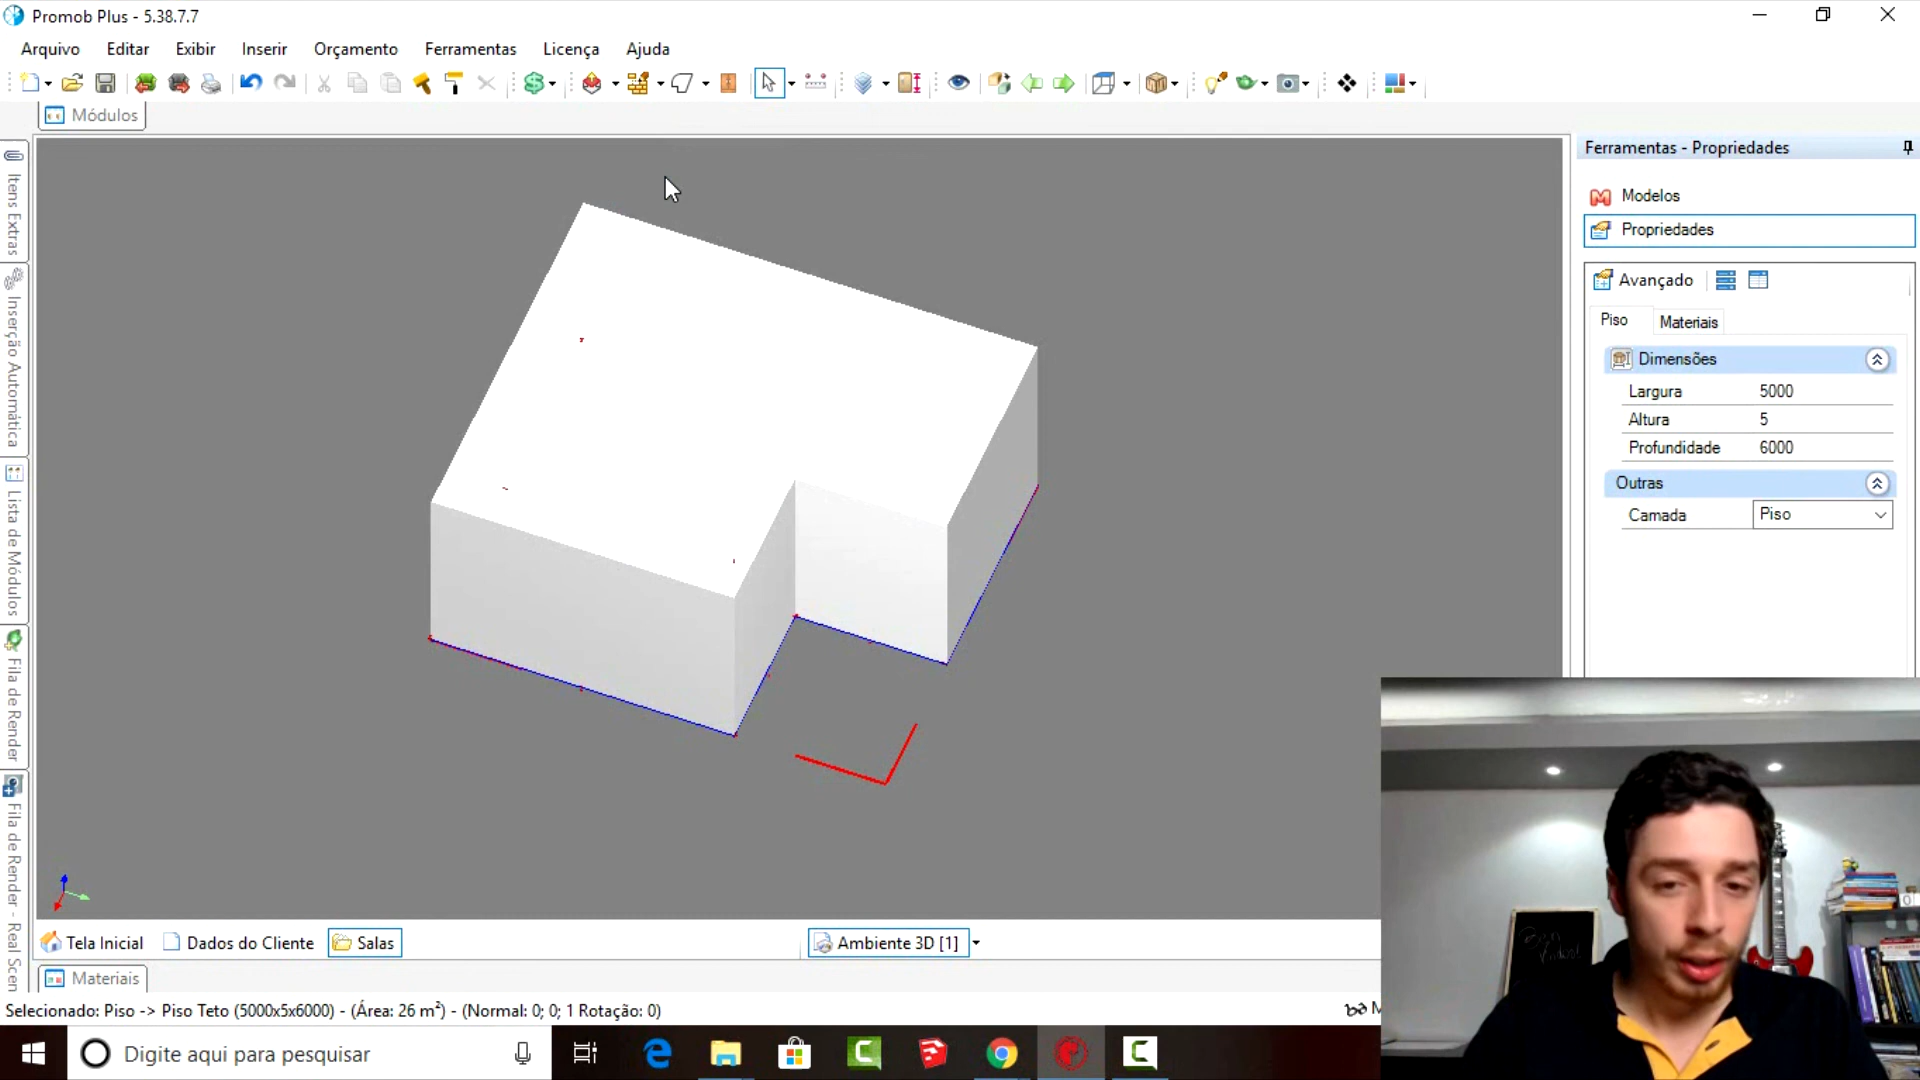 Promob Plus - 5.38.7.7
Arquivo Editar Exibir Inserir Orçamento Ferramentas Licença Ajuda
Módulos
Itens Extras
Inserção Automática
Lista de Módulos
Fila de Render
Fila de Render - Real Scen
Ferramentas - Propriedades
Modelos
Propriedades
Avançado
Piso Materiais
Dimensões
Largura 5000
Altura 5
Profundidade 6000
Outras
Camada Piso
Tela Inicial Dados do Cliente Salas Ambiente 3D [1]
Materiais
Selecionado: Piso -> Piso Teto (5000x5x6000) - (Área: 26 m²) - (Normal: 0; 0; 1 Rotação: 0)
Digite aqui para pesquisar